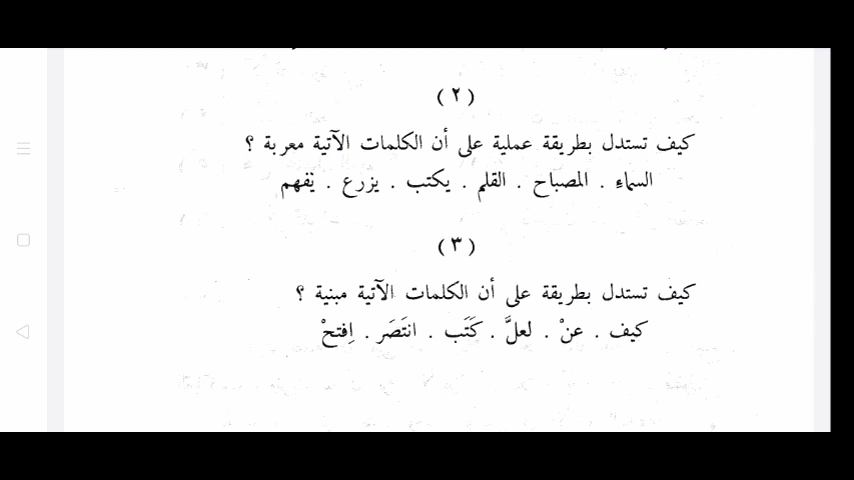 (٢)
كيف تستدل بطريقة عملية على أن الكلمات الآتية معربة ؟
السماءِ . المصباح . القلم . يكتب . يزرع . يَفهم
(٣)
كيف تستدل بطريقة على أن الكلمات الآتية مبنية ؟
كيف . عنْ . لعلَّ . كَتَب . انتَصَر . اِفتحْ